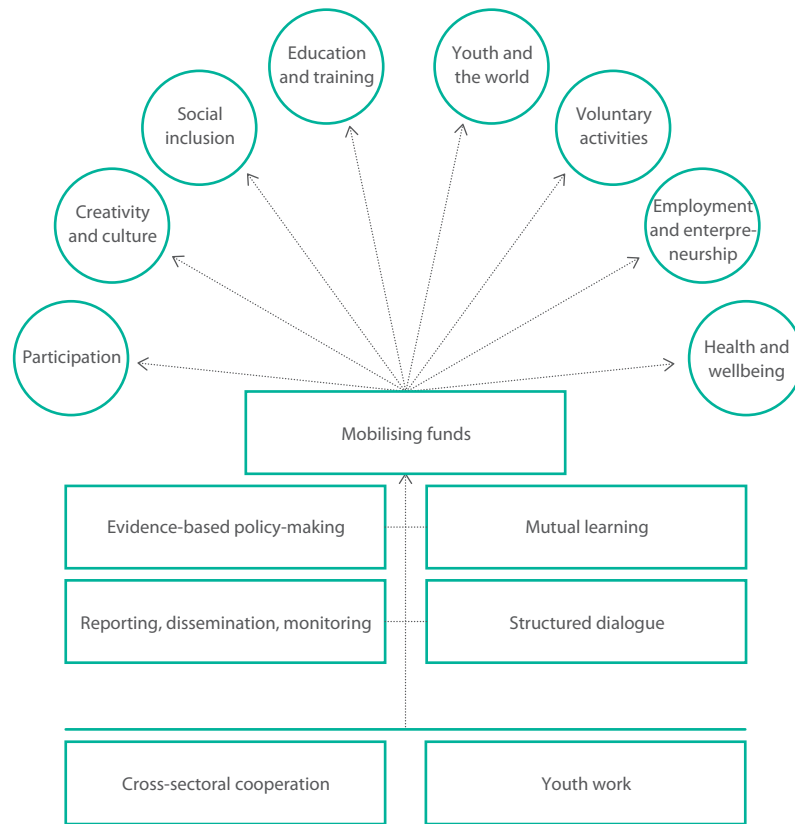 Education
and training
Youth and
the world
Social
inclusion
Voluntary
activities
Creativity
and culture
Employment
and enterpre-
neurship
Participation
Health and
wellbeing
Mobilising funds
Evidence-based policy-making
Mutual learning
Reporting, dissemination, monitoring
Structured dialogue
Cross-sectoral cooperation
Youth work